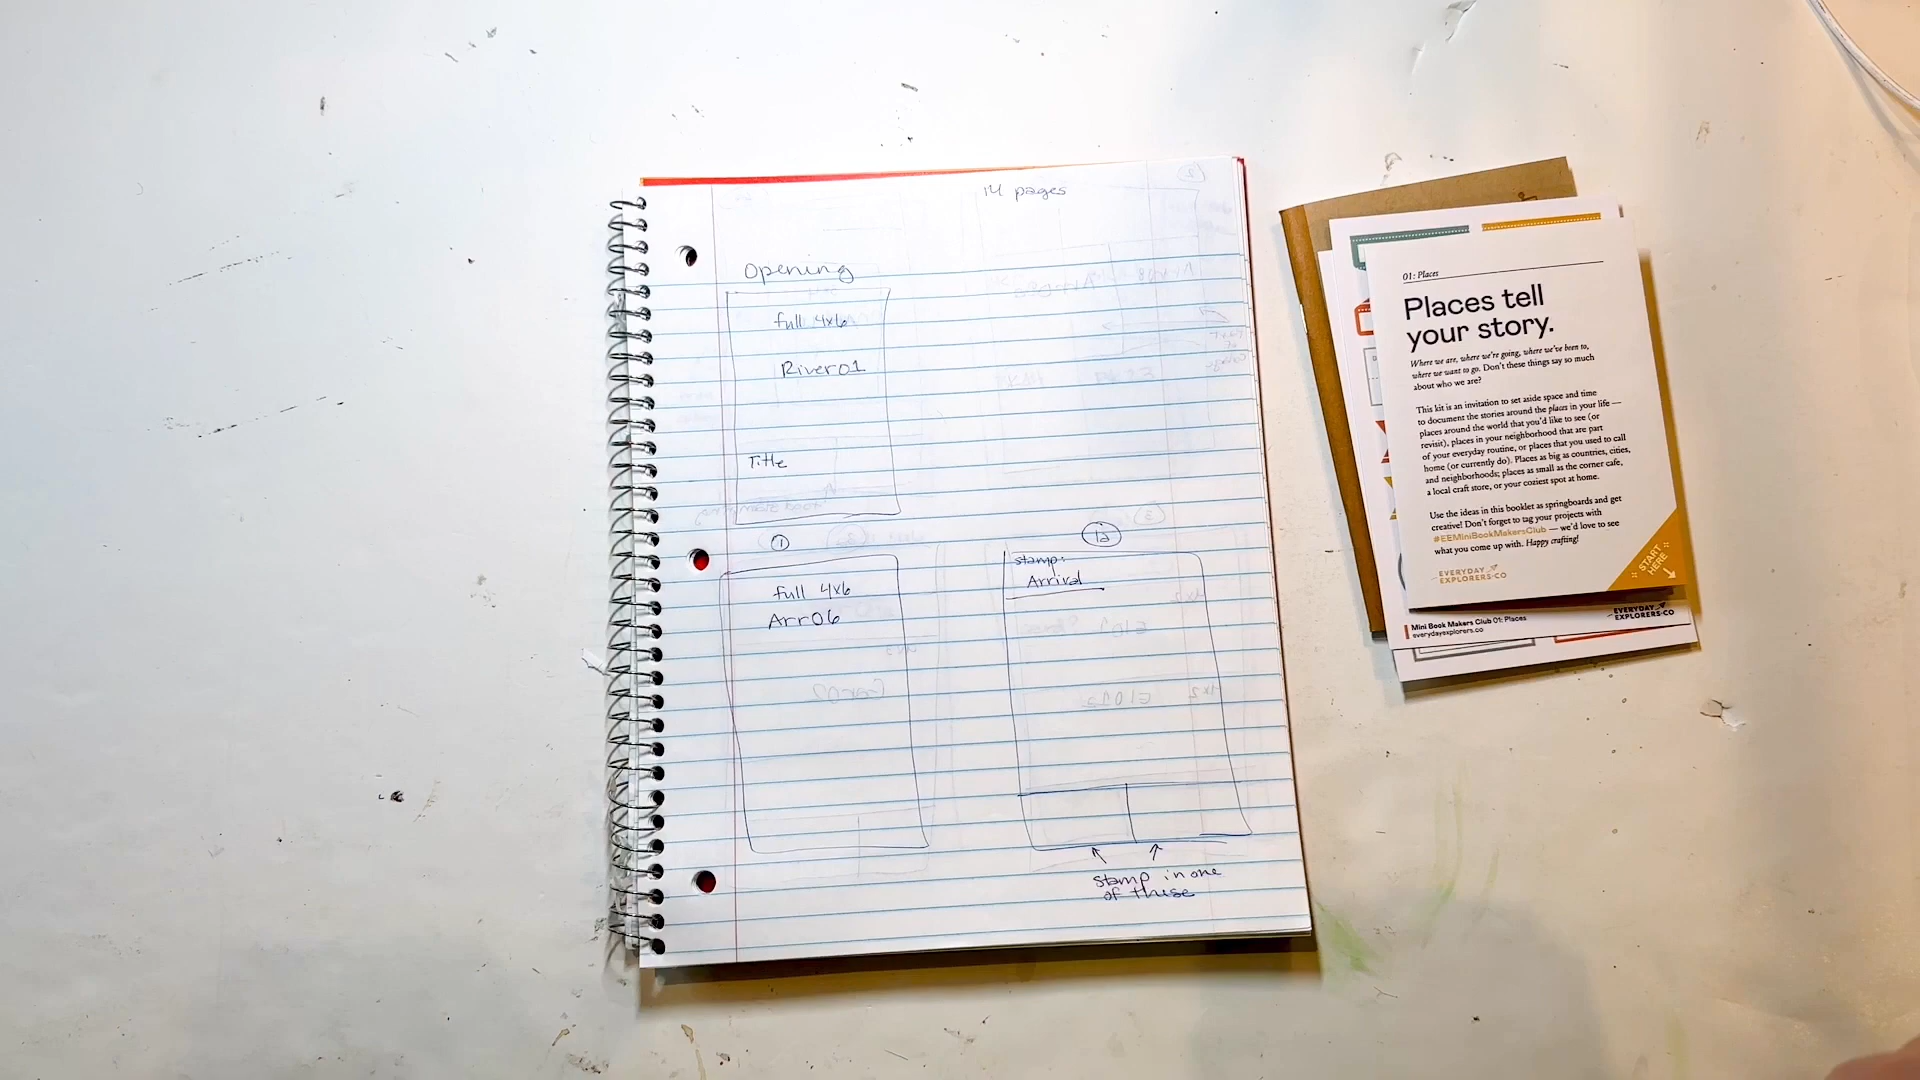 14 pages
Opening
full 4x6
River01
Title
1
full 4x6
Arr06
1a
stamp:
Arrival
stamp in one
of these
01: Places
Places tell
your story.
Where we are, where we're going, where we've been to,
where we want to go. Don't these things say so much
about who we are?
This kit is an invitation to set aside space and time
to document the stories around the places in your life —
places around the world that you'd like to see (or
revisit), places in your neighborhood that are part
of your everyday routine, or places that you used to call
home (or currently do). Places as big as countries, cities,
and neighborhoods; places as small as the corner cafe,
a local craft store, or your coziest spot at home.
Use the ideas in this booklet as springboards and get
creative! Don't forget to tag your projects with
#EEMiniBookMakersClub — we'd love to see
what you come up with. Happy crafting!
EVERYDAY
EXPLORERS·CO
START
HERE
Mini Book Makers Club 01: Places
everydayexplorers.co
EVERYDAY
EXPLORERS·CO